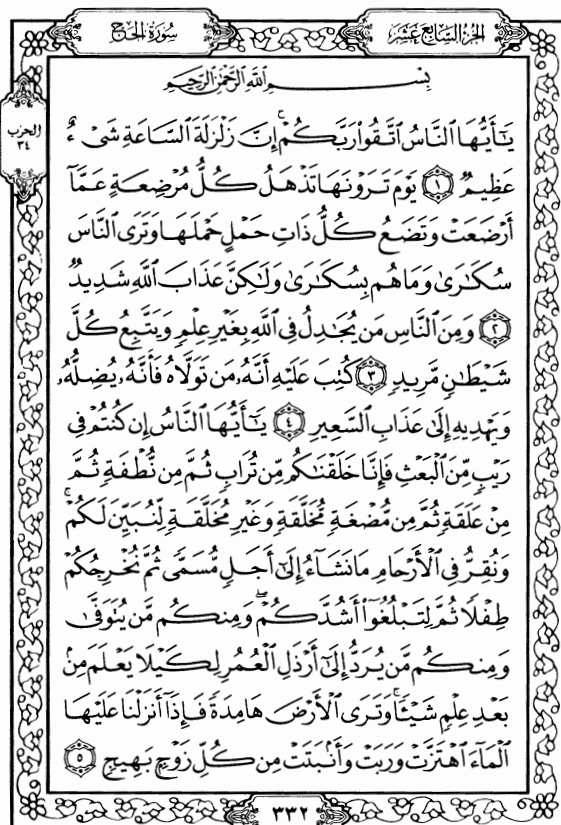 الجزء السابع عشر
سورة الحج
الحزب
٣٤
بِسْمِ اللَّهِ الرَّحْمَٰنِ الرَّحِيمِ
يَٰٓأَيُّهَا ٱلنَّاسُ ٱتَّقُوا۟ رَبَّكُمْ ۚ إِنَّ زَلْزَلَةَ ٱلسَّاعَةِ شَىْءٌ
عَظِيمٌ ١ يَوْمَ تَرَوْنَهَا تَذْهَلُ كُلُّ مُرْضِعَةٍ عَمَّآ
أَرْضَعَتْ وَتَضَعُ كُلُّ ذَاتِ حَمْلٍ حَمْلَهَا وَتَرَى ٱلنَّاسَ
سُكَٰرَىٰ وَمَا هُم بِسُكَٰرَىٰ وَلَٰكِنَّ عَذَابَ ٱللَّهِ شَدِيدٌ
٢ وَمِنَ ٱلنَّاسِ مَن يُجَٰدِلُ فِى ٱللَّهِ بِغَيْرِ عِلْمٍ وَيَتَّبِعُ كُلَّ
شَيْطَٰنٍ مَّرِيدٍ ٣ كُتِبَ عَلَيْهِ أَنَّهُۥ مَن تَوَلَّاهُ فَأَنَّهُۥ يُضِلُّهُۥ
وَيَهْدِيهِ إِلَىٰ عَذَابِ ٱلسَّعِيرِ ٤ يَٰٓأَيُّهَا ٱلنَّاسُ إِن كُنتُمْ فِى
رَيْبٍ مِّنَ ٱلْبَعْثِ فَإِنَّا خَلَقْنَٰكُم مِّن تُرَابٍ ثُمَّ مِن نُّطْفَةٍ ثُمَّ
مِنْ عَلَقَةٍ ثُمَّ مِن مُّضْغَةٍ مُّخَلَّقَةٍ وَغَيْرِ مُخَلَّقَةٍ لِّنُبَيِّنَ لَكُمْ ۚ
وَنُقِرُّ فِى ٱلْأَرْحَامِ مَا نَشَآءُ إِلَىٰٓ أَجَلٍ مُّسَمًّى ثُمَّ نُخْرِجُكُمْ
طِفْلًا ثُمَّ لِتَبْلُغُوٓا۟ أَشُدَّكُمْ ۖ وَمِنكُم مَّن يُتَوَفَّىٰ
وَمِنكُم مَّن يُرَدُّ إِلَىٰٓ أَرْذَلِ ٱلْعُمُرِ لِكَيْلَا يَعْلَمَ مِنۢ
بَعْدِ عِلْمٍ شَيْـًٔا ۚ وَتَرَى ٱلْأَرْضَ هَامِدَةً فَإِذَآ أَنزَلْنَا عَلَيْهَا
ٱلْمَآءَ ٱهْتَزَّتْ وَرَبَتْ وَأَنۢبَتَتْ مِن كُلِّ زَوْجٍۭ بَهِيجٍ ٥
٣٣٢